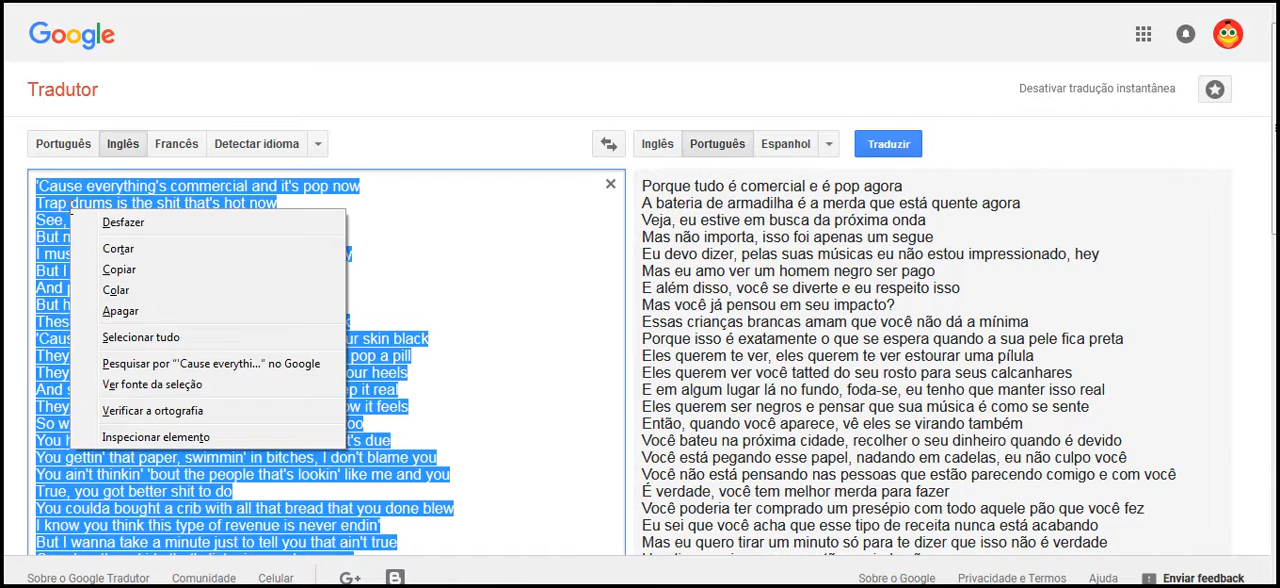 Google
Tradutor
Desativar tradução instantânea
Português Inglês Francês Detectar idioma
Inglês Português Espanhol Traduzir
'Cause everything's commercial and it's pop now
Trap drums is the shit that's hot now
See,
But n
I mus
But I
And p
But h
Thes
'Caus ur skin black
They pop a pill
They our heels
And s ep it real
They ow it feels
So w oo
You h t's due
You gettin' that paper, swimmin' in bitches, I don't blame you
You ain't thinkin' 'bout the people that's lookin' like me and you
True, you got better shit to do
You coulda bought a crib with all that bread that you done blew
I know you think this type of revenue is never endin'
But I wanna take a minute just to tell you that ain't true
Desfazer
Cortar
Copiar
Colar
Apagar
Selecionar tudo
Pesquisar por “'Cause everythi...” no Google
Ver fonte da seleção
Verificar a ortografia
Inspecionar elemento
Porque tudo é comercial e é pop agora
A bateria de armadilha é a merda que está quente agora
Veja, eu estive em busca da próxima onda
Mas não importa, isso foi apenas um segue
Eu devo dizer, pelas suas músicas eu não estou impressionado, hey
Mas eu amo ver um homem negro ser pago
E além disso, você se diverte e eu respeito isso
Mas você já pensou em seu impacto?
Essas crianças brancas amam que você não dá a mínima
Porque isso é exatamente o que se espera quando a sua pele fica preta
Eles querem te ver, eles querem te ver estourar uma pílula
Eles querem ver você tatted do seu rosto para seus calcanhares
E em algum lugar lá no fundo, foda-se, eu tenho que manter isso real
Eles querem ser negros e pensar que sua música é como se sente
Então, quando você aparece, vê eles se virando também
Você bateu na próxima cidade, recolher o seu dinheiro quando é devido
Você está pegando esse papel, nadando em cadelas, eu não culpo você
Você não está pensando nas pessoas que estão parecendo comigo e com você
É verdade, você tem melhor merda para fazer
Você poderia ter comprado um presépio com todo aquele pão que você fez
Eu sei que você acha que esse tipo de receita nunca está acabando
Mas eu quero tirar um minuto só para te dizer que isso não é verdade
Sobre o Google Tradutor Comunidade Celular G+
Sobre o Google Privacidade e Termos Ajuda Enviar feedback